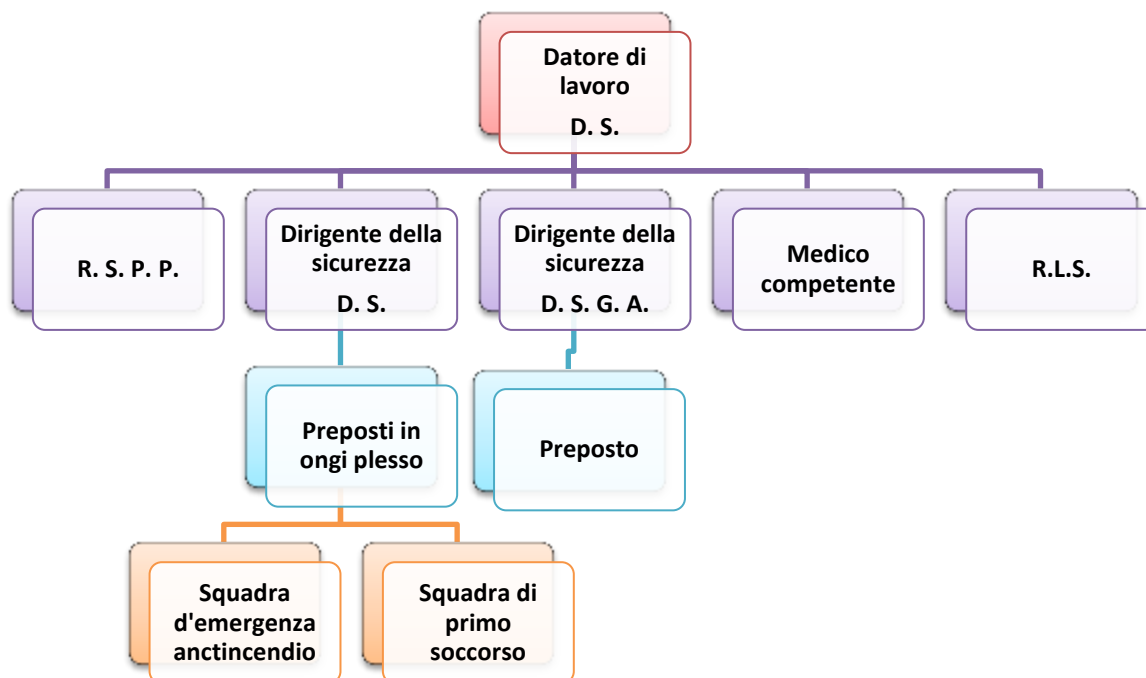 Datore di
lavoro
D. S.
R. S. P. P.
Dirigente della
sicurezza
D. S.
Dirigente della
sicurezza
D. S. G. A.
Medico
competente
R.L.S.
Preposti in
ongi plesso
Preposto
Squadra
d'emergenza
anctincendio
Squadra di
primo
soccorso